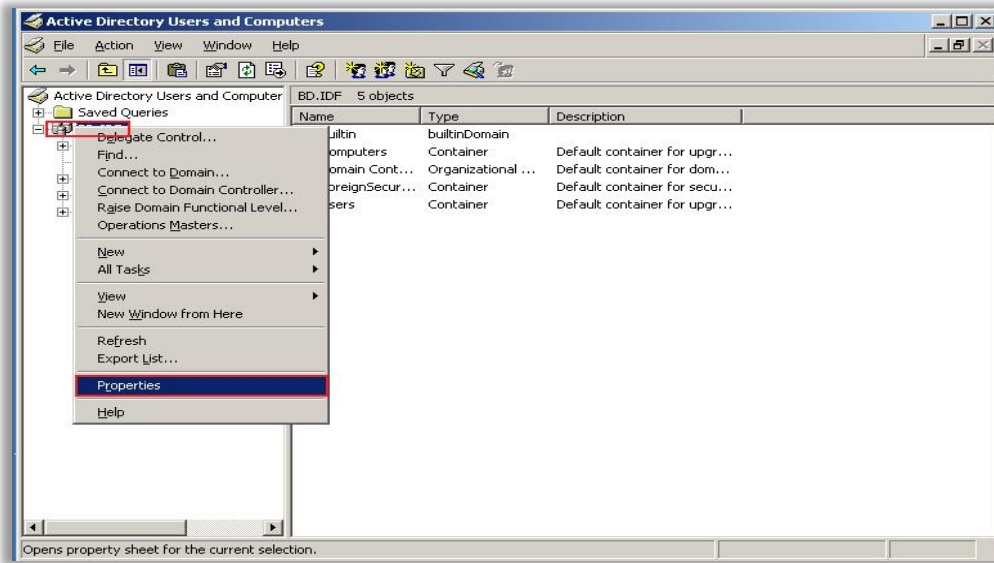 Active Directory Users and Computers
File Action View Window Help
Active Directory Users and Computer
BD.IDF 5 objects
Saved Queries
Name Type Description
uiltin builtinDomain
omputers Container Default container for upgr...
omain Cont... Organizational ... Default container for dom...
oreignSecur... Container Default container for secu...
sers Container Default container for upgr...
Delegate Control...
Find...
Connect to Domain...
Connect to Domain Controller...
Raise Domain Functional Level...
Operations Masters...
New
All Tasks
View
New Window from Here
Refresh
Export List...
Properties
Help
Opens property sheet for the current selection.